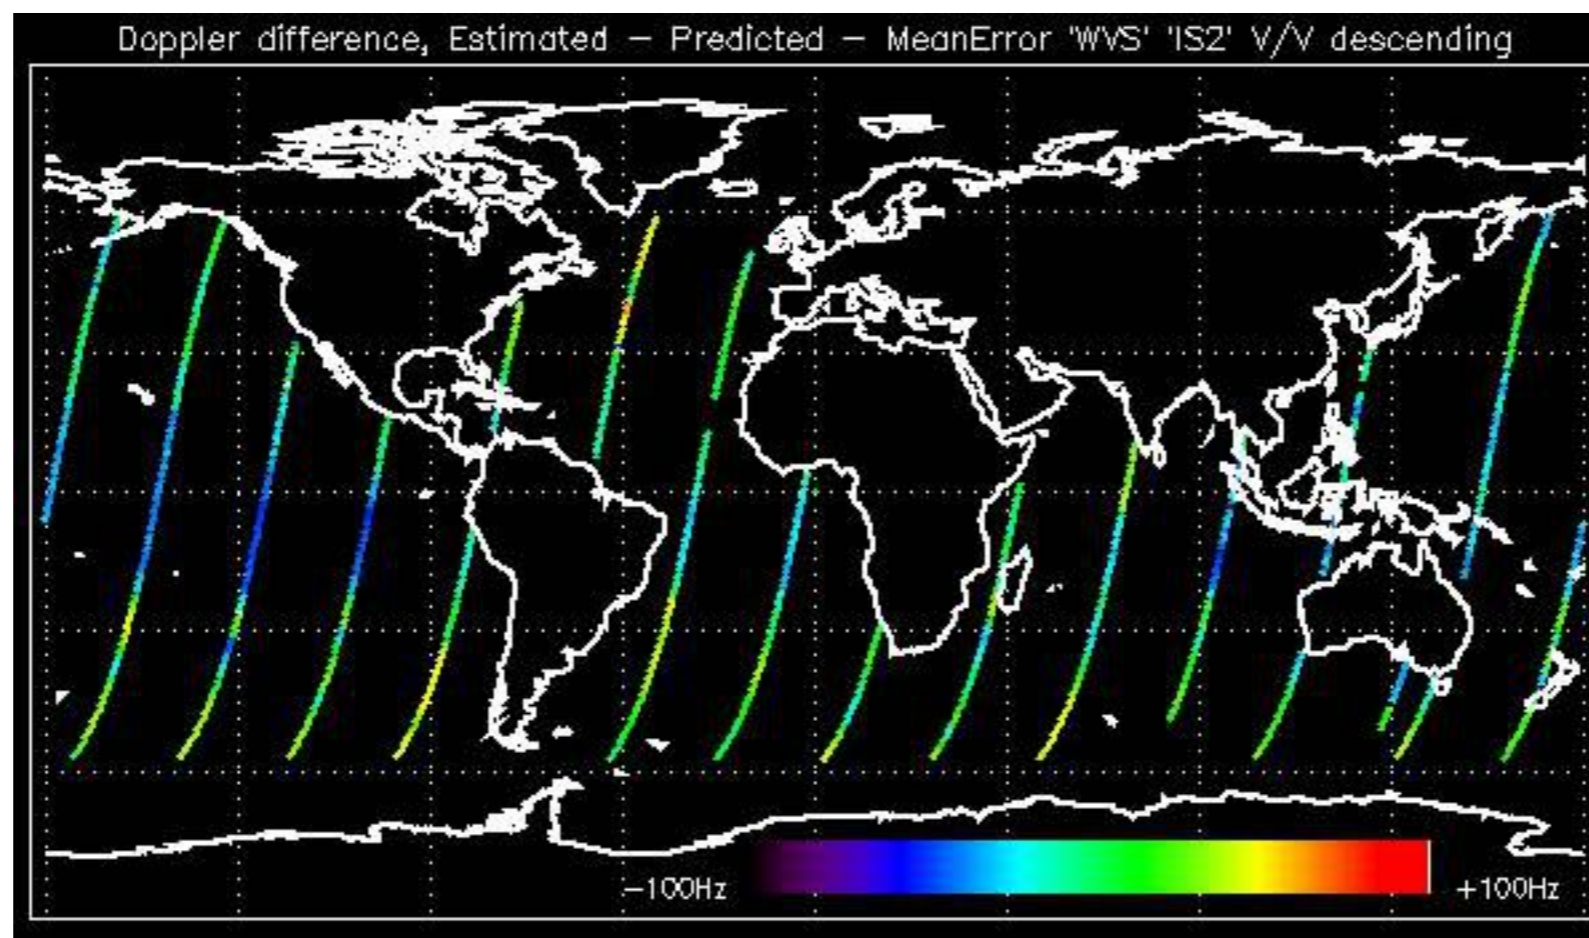 Doppler difference, Estimated – Predicted – MeanError 'WVS' 'IS2' V/V descending
–100Hz +100Hz